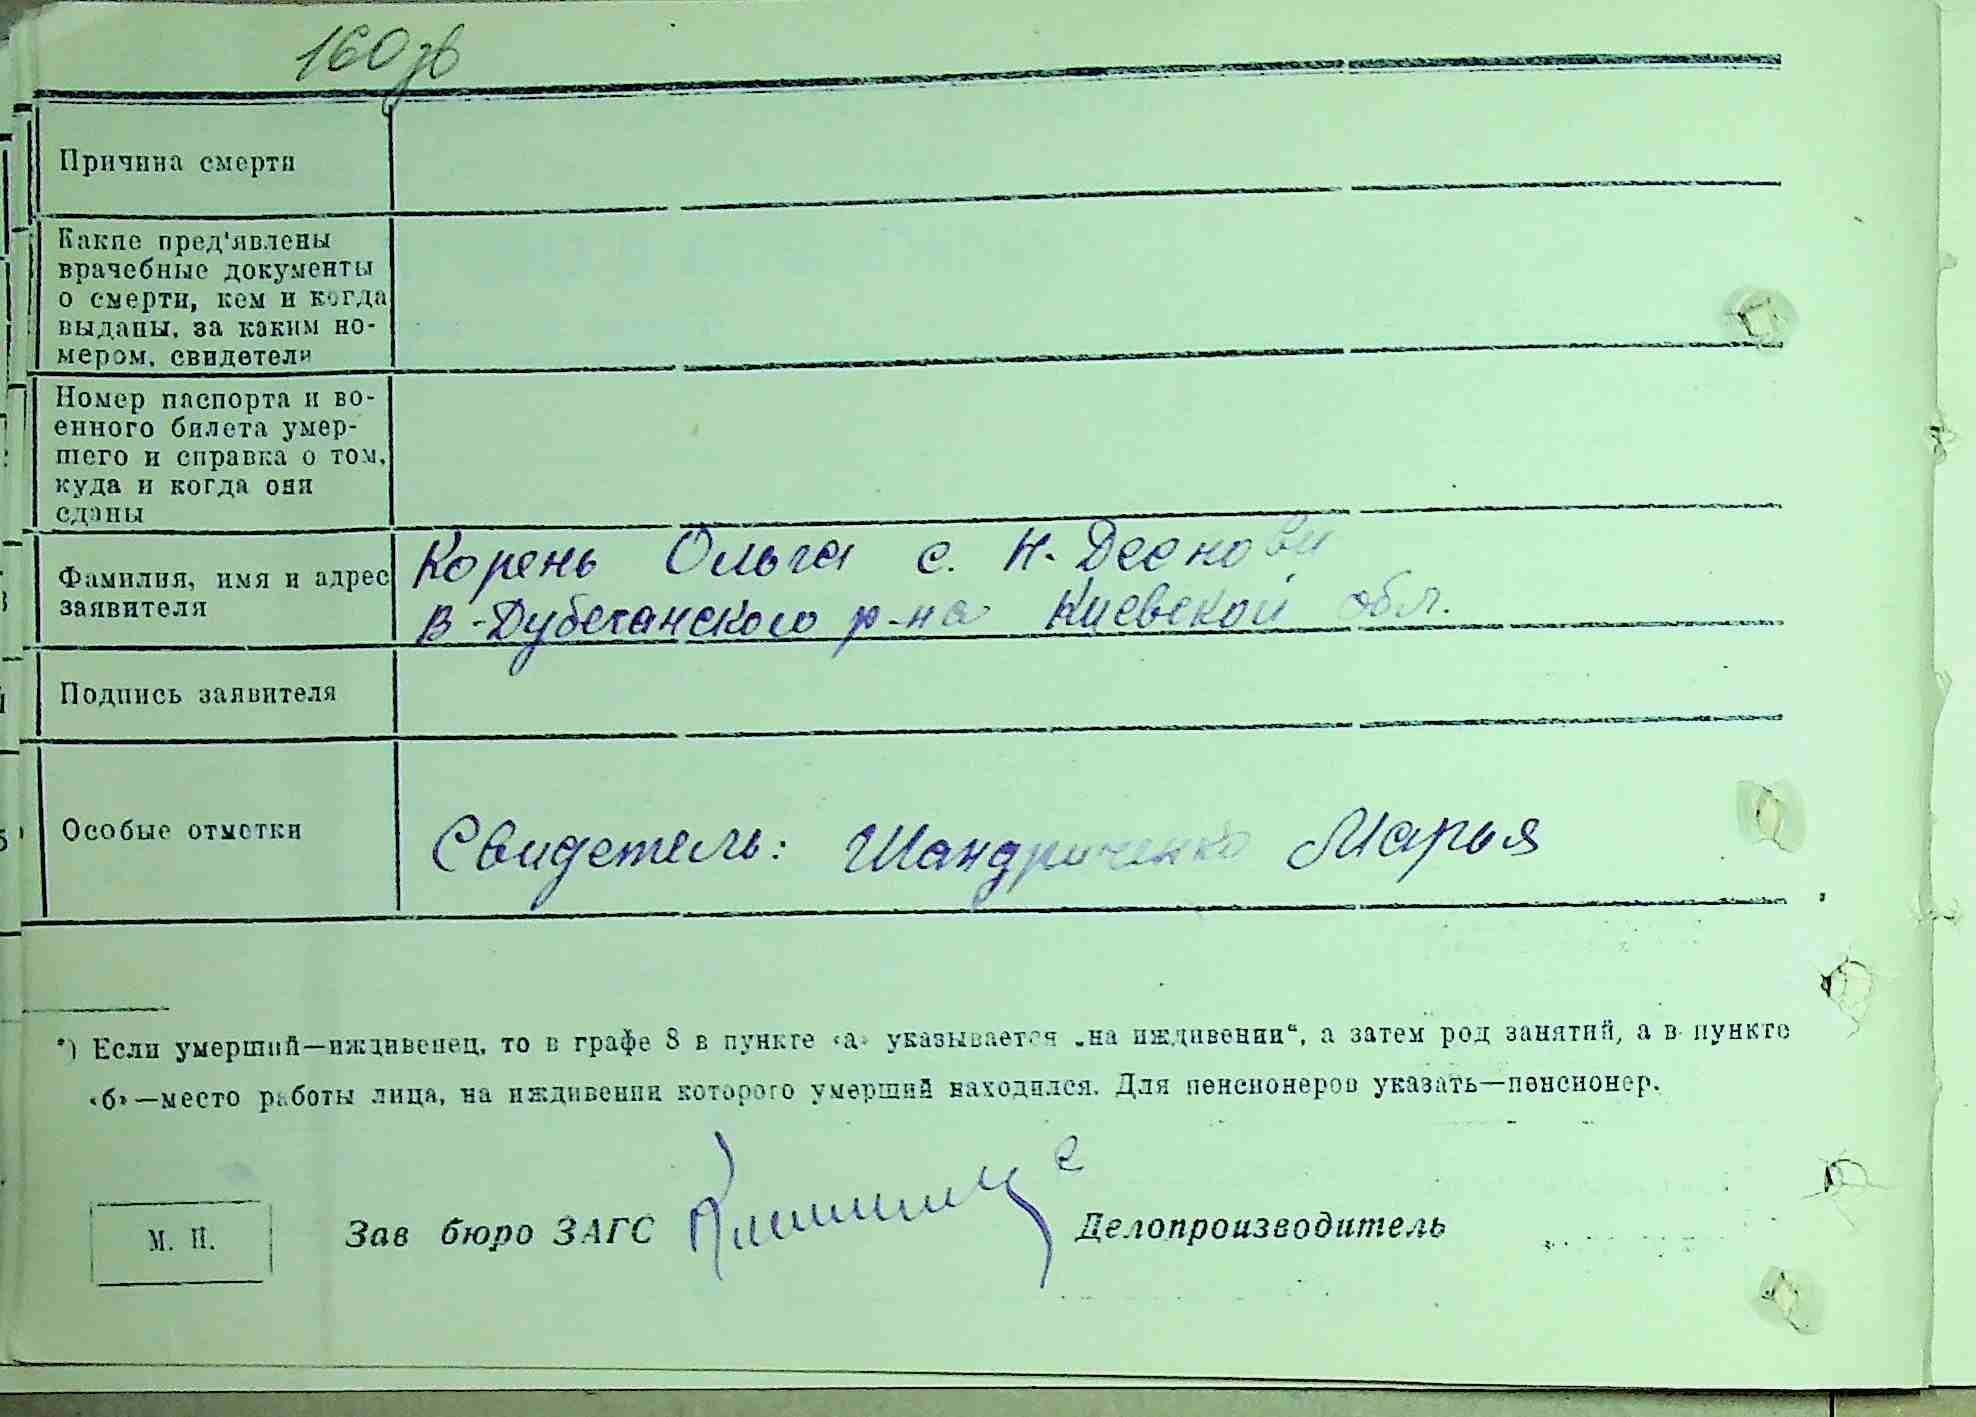 160зв
Причина смерти
Какие пред'явлены
врачебные документы
о смерти, кем и когда
выданы, за каким но-
мером, свидетели
Номер паспорта и во-
енного билета умер-
шего и справка о том,
куда и когда они
сданы
Фамилия, имя и адрес
заявителя
Корень Ольга с. Н-Деснови
В-Дубечанского р-на Киевской обл.
Подпись заявителя
Особые отметки
Свидетель: Шандриченко Марья
*) Если умерший—иждивенец, то в графе 8 в пункте «а» указывается „на иждивении“, а затем род занятий, а в пункте
«б»—место работы лица, на иждивении которого умерший находился. Для пенсионеров указать—пенсионер.
М. П.
Зав бюро ЗАГС
Делопроизводитель